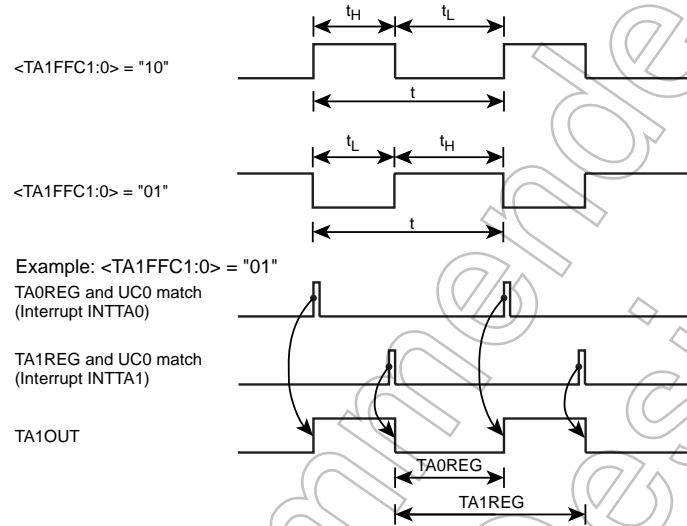 tH tL
<TA1FFC1:0> = "10"
t
tL tH
<TA1FFC1:0> = "01"
t
Example: <TA1FFC1:0> = "01"
TA0REG and UC0 match
(Interrupt INTTA0)
TA1REG and UC0 match
(Interrupt INTTA1)
TA1OUT
TA0REG
TA1REG